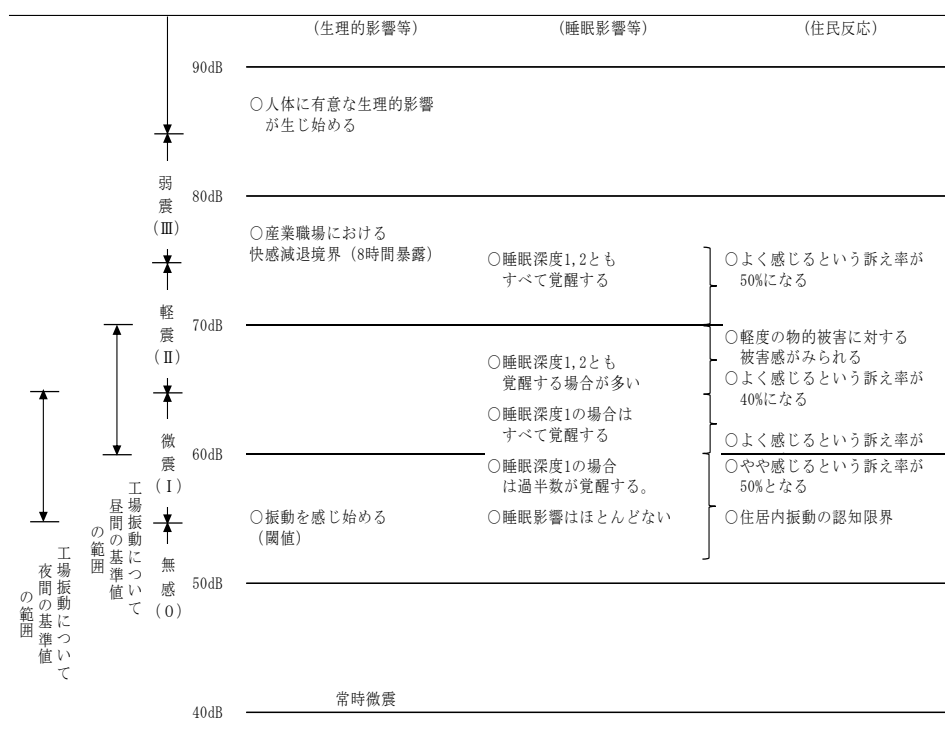 (生理的影響等)
(睡眠影響等)
(住民反応)
90dB
○人体に有意な生理的影響
が生じ始める
弱震(Ⅲ)
80dB
○産業職場における
快感減退境界(8時間暴露)
○睡眠深度1,2とも
すべて覚醒する
○よく感じるという訴え率が
50%になる
軽震(Ⅱ)
70dB
○軽度の物的被害に対する
被害感がみられる
○睡眠深度1,2とも
覚醒する場合が多い
○よく感じるという訴え率が
40%になる
○睡眠深度1の場合は
すべて覚醒する
微震(Ⅰ)
○よく感じるという訴え率が
60dB
○睡眠深度1の場合
は過半数が覚醒する。
○やや感じるという訴え率が
50%となる
○振動を感じ始める
(閾値)
○睡眠影響はほとんどない
○住居内振動の認知限界
無感(0)
50dB
工場振動について
昼間の基準値
の範囲
工場振動について
夜間の基準値
の範囲
常時微震
40dB